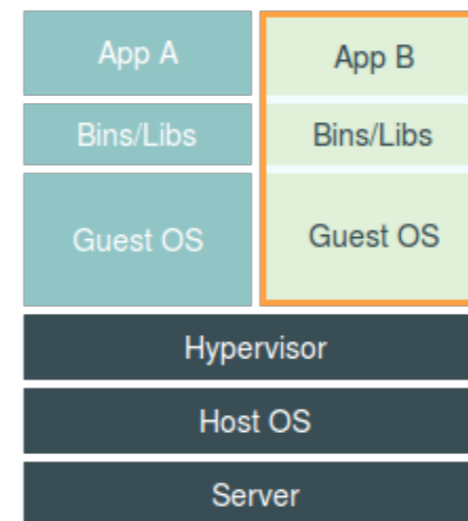 App A
App B
Bins/Libs
Bins/Libs
Guest OS
Guest OS
Hypervisor
Host OS
Server